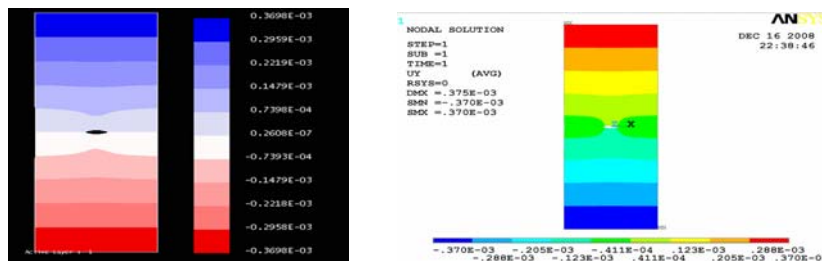 0.3698E-03
0.2959E-03
0.2219E-03
0.1479E-03
0.7398E-04
0.2608E-07
-0.7393E-04
-0.1479E-03
-0.2218E-03
-0.2958E-03
-0.3698E-03
1
NODAL SOLUTION
STEP=1
SUB =1
TIME=1
UY (AVG)
RSYS=0
DMX =.375E-03
SMN =-.370E-03
SMX =.370E-03
ANSYS
DEC 16 2008
22:38:46
X
-.370E-03 -.205E-03 -.411E-04 .123E-03 .288E-03
-.288E-03 -.123E-03 .411E-04 .205E-03 .370E-0